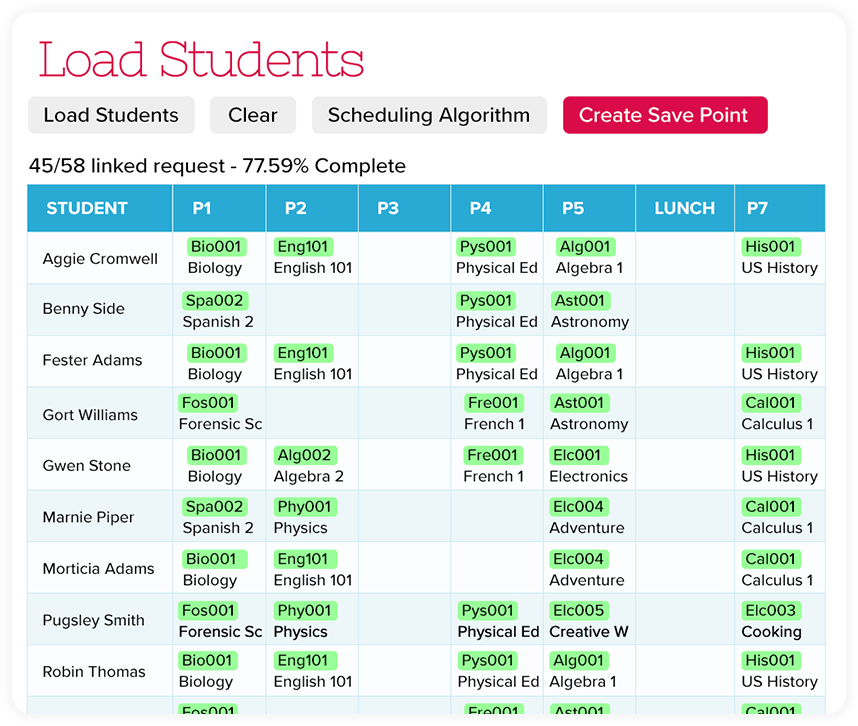 Load Students
Load Students Clear Scheduling Algorithm Create Save Point
45/58 linked request - 77.59% Complete
STUDENT P1 P2 P3 P4 P5 LUNCH P7
Bio001 Eng101 Pys001 Alg001 His001
Aggie Cromwell
Biology English 101 Physical Ed Algebra 1 US History
Spa002 Pys001 Ast001
Benny Side
Spanish 2 Physical Ed Astronomy
Bio001 Eng101 Pys001 Alg001 His001
Fester Adams
Biology English 101 Physical Ed Algebra 1 US History
Fos001 Fre001 Ast001 Cal001
Gort Williams
Forensic Sc French 1 Astronomy Calculus 1
Bio001 Alg002 Fre001 Elc001 His001
Gwen Stone
Biology Algebra 2 French 1 Electronics US History
Spa002 Phy001 Elc004 Cal001
Marnie Piper
Spanish 2 Physics Adventure Calculus 1
Bio001 Eng101 Elc004 Cal001
Morticia Adams
Biology English 101 Adventure Calculus 1
Fos001 Phy001 Pys001 Elc005 Elc003
Pugsley Smith
Forensic Sc Physics Physical Ed Creative W Cooking
Bio001 Eng101 Pys001 Alg001 His001
Robin Thomas
Biology English 101 Physical Ed Algebra 1 US History
Fos001 Fre001 Ast001 Cal001